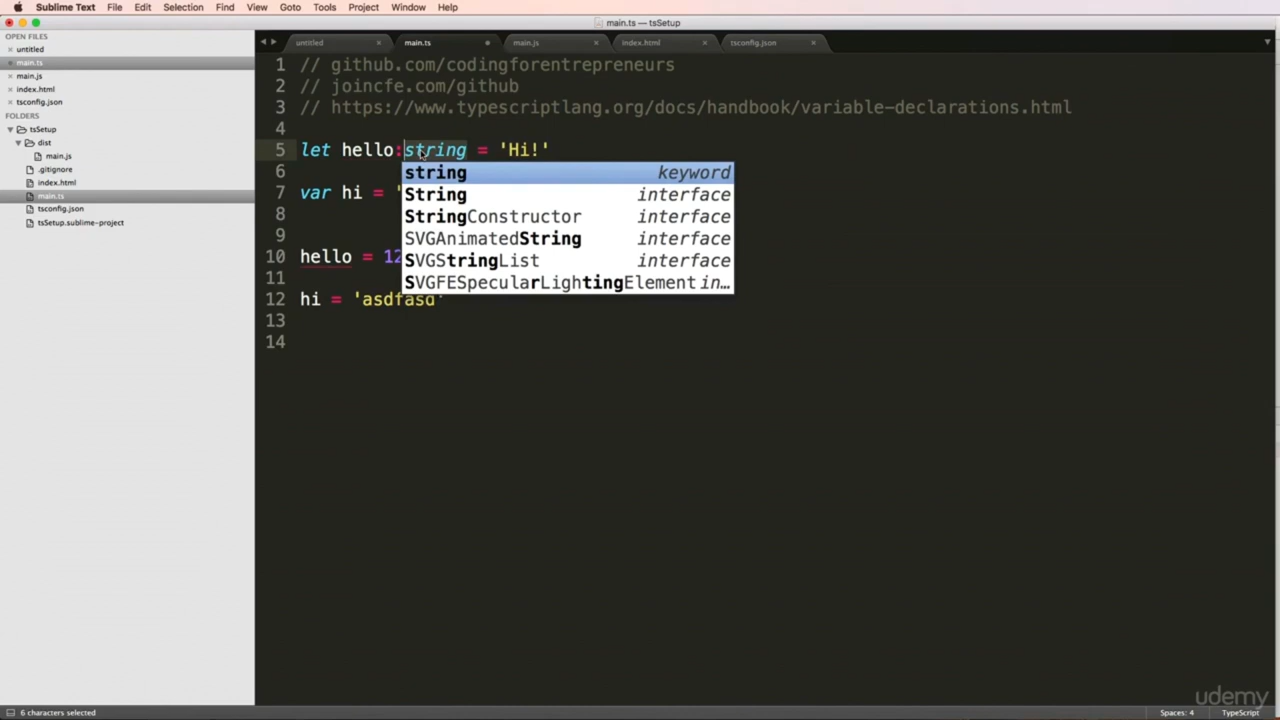 Sublime Text File Edit Selection Find View Goto Tools Project Window Help
main.ts — tsSetup
OPEN FILES
untitled
main.ts
main.js
index.html
tsconfig.json
FOLDERS
tsSetup
dist
main.js
.gitignore
index.html
main.ts
tsconfig.json
tsSetup.sublime-project
untitled main.ts main.js index.html tsconfig.json
1 // github.com/codingforentrepreneurs
2 // joincfe.com/github
3 // https://www.typescriptlang.org/docs/handbook/variable-declarations.html
4
5 let hello:string = 'Hi!'
6
string keyword
String interface
7 var hi = '
8
StringConstructor interface
9
SVGAnimatedString interface
10 hello = 12
SVGStringList interface
11
SVGFESpecularLightingElement in…
12 hi = 'asdfasd'
13
14
udemy
6 characters selected Spaces: 4 TypeScript